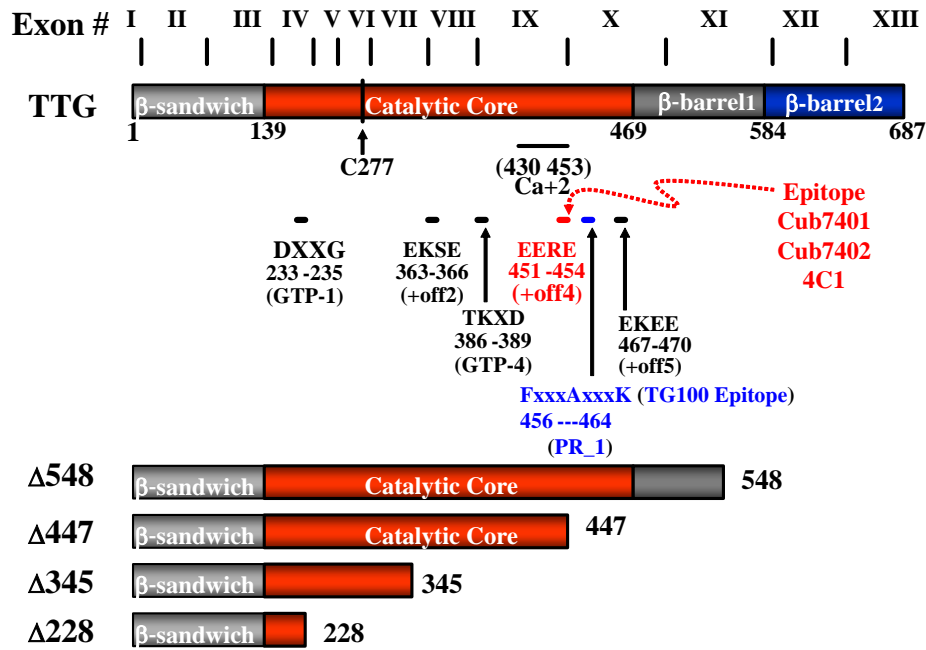 Exon # I II III IV V VI VII VIII IX X XI XII XIII
TTG β-sandwich Catalytic Core β-barrel1 β-barrel2
1 139 469 584 687
C277
(430 453)
Ca+2
Epitope
Cub7401
Cub7402
4C1
DXXG
233 -235
(GTP-1)
EKSE
363-366
(+off2)
TKXD
386 -389
(GTP-4)
EERE
451 -454
(+off4)
EKEE
467-470
(+off5)
FxxxAxxxK (TG100 Epitope)
456 ---464
(PR_1)
Δ548 β-sandwich Catalytic Core 548
Δ447 β-sandwich Catalytic Core 447
Δ345 β-sandwich 345
Δ228 β-sandwich 228